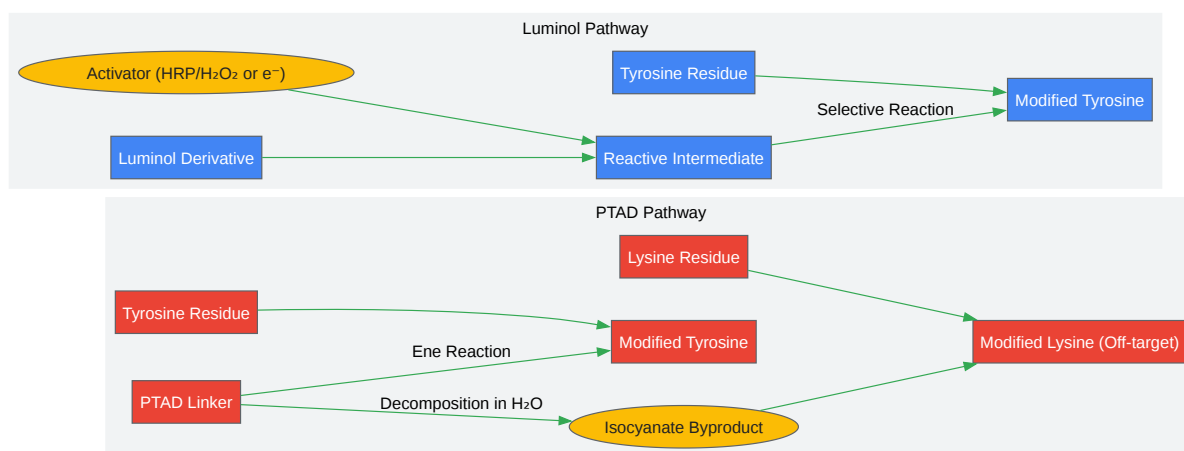 Luminol Pathway
Activator (HRP/H₂O₂ or e⁻)
Tyrosine Residue
Modified Tyrosine
Selective Reaction
Luminol Derivative
Reactive Intermediate
PTAD Pathway
Lysine Residue
Tyrosine Residue
Modified Tyrosine
Modified Lysine (Off-target)
Ene Reaction
PTAD Linker
Decomposition in H₂O
Isocyanate Byproduct